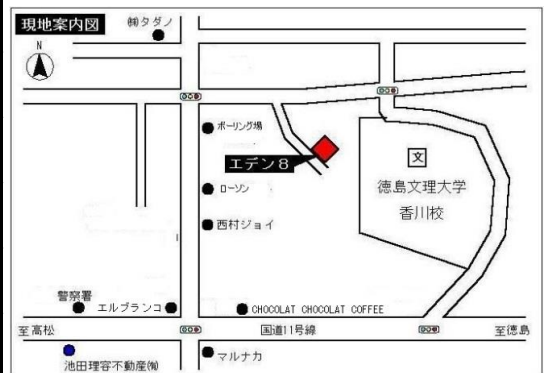 現地案内図
㈱タダノ
N
ボーリング場
エデン8
文
徳島文理大学
香川校
ローソン
西村ジョイ
警察署
エルブランコ
CHOCOLAT CHOCOLAT COFFEE
至高松
国道11号線
至徳島
池田理容不動産㈱
マルナカ